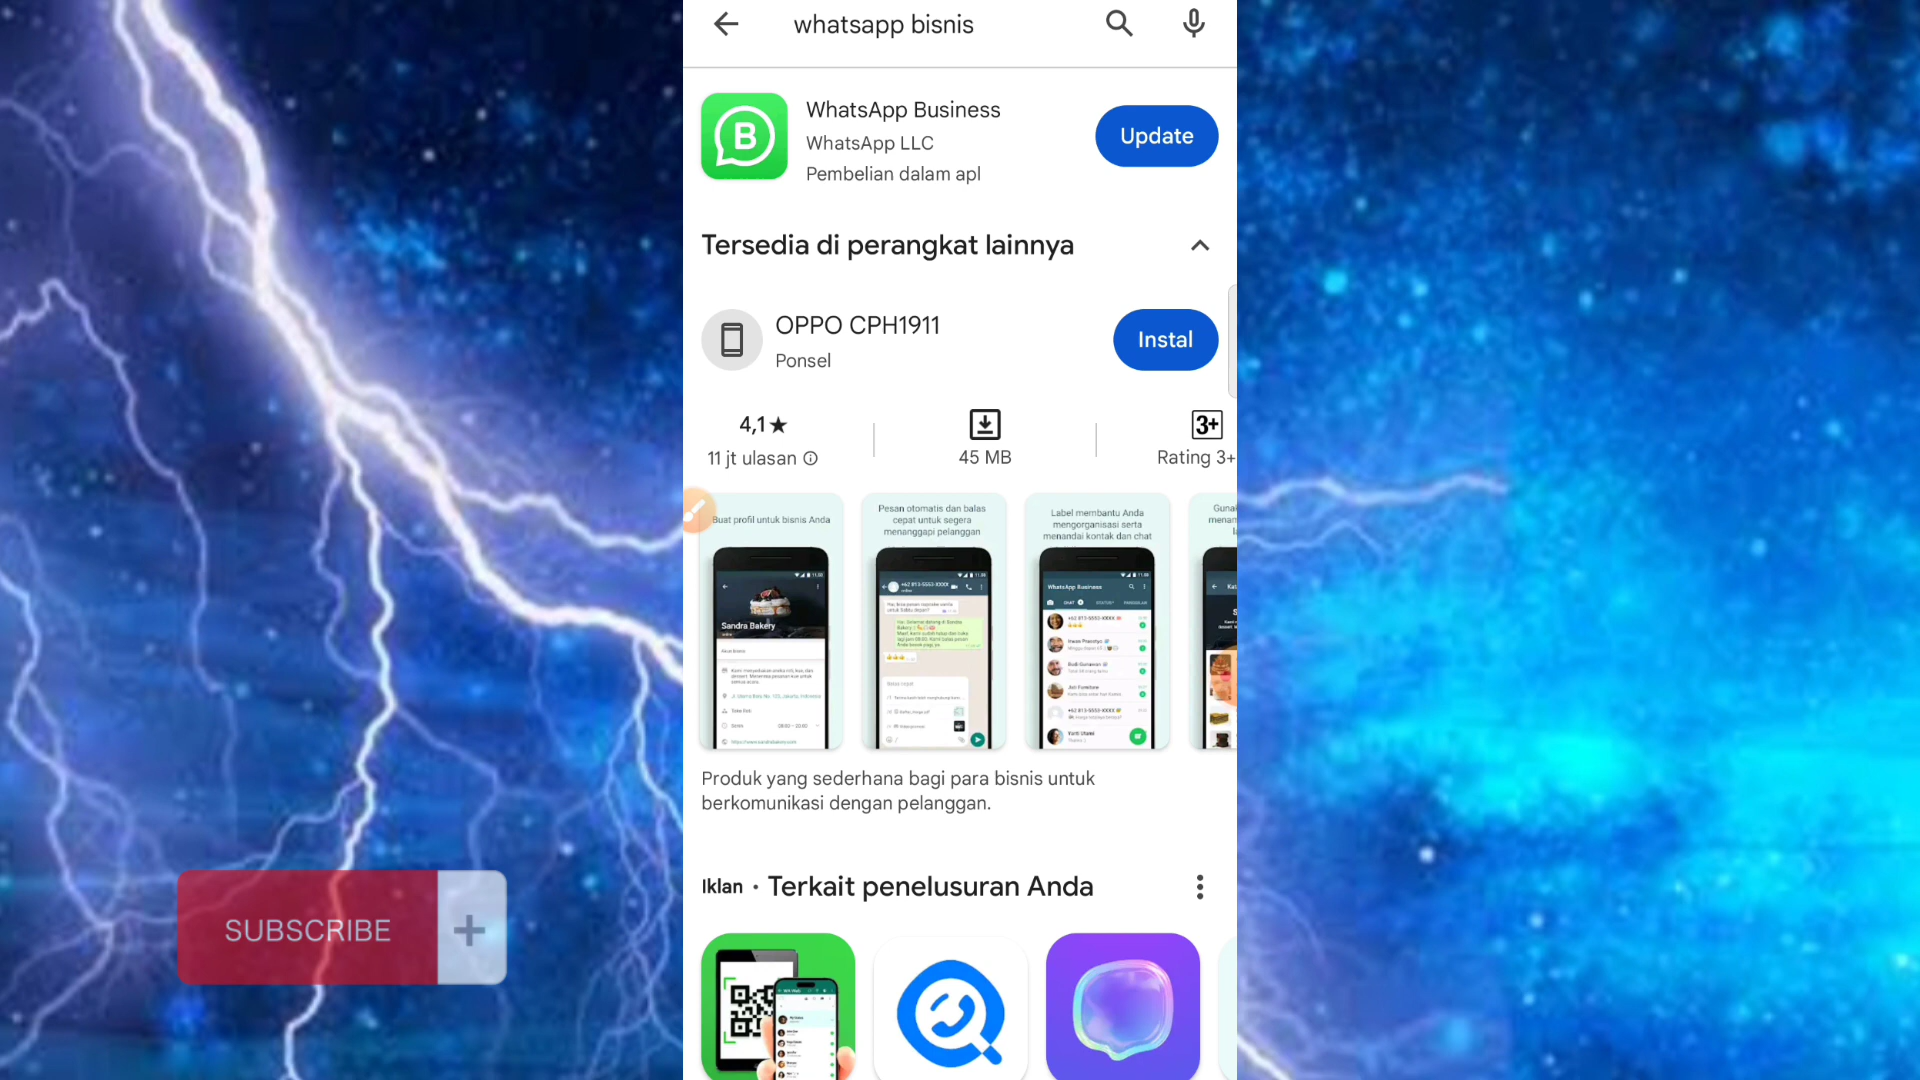 whatsapp bisnis
WhatsApp Business
WhatsApp LLC
Pembelian dalam apl
Update
Tersedia di perangkat lainnya
OPPO CPH1911
Ponsel
Instal
4,1★
11 jt ulasan
45 MB
3+
Rating 3+
Buat profil untuk bisnis Anda
Sandra Bakery
Pesan otomatis dan balas
cepat untuk segera
menanggapi pelanggan
Label membantu Anda
mengorganisasi serta
menandai kontak dan chat
WhatsApp Business
Produk yang sederhana bagi para bisnis untuk
berkomunikasi dengan pelanggan.
Iklan • Terkait penelusuran Anda
SUBSCRIBE